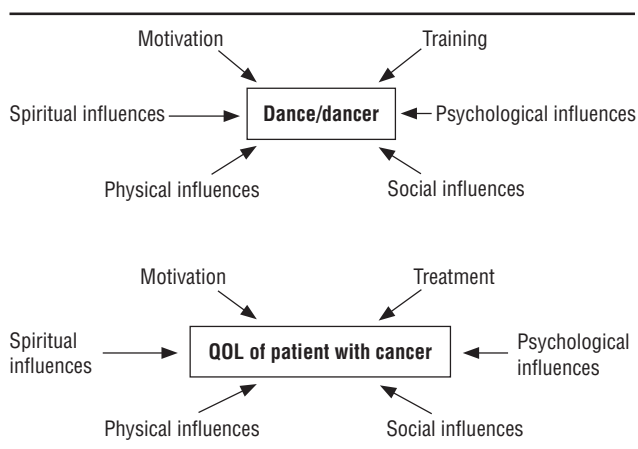 Motivation Training
Spiritual influences Dance/dancer Psychological influences
Physical influences Social influences
Motivation Treatment
Spiritual influences
QOL of patient with cancer
Psychological influences
Physical influences Social influences